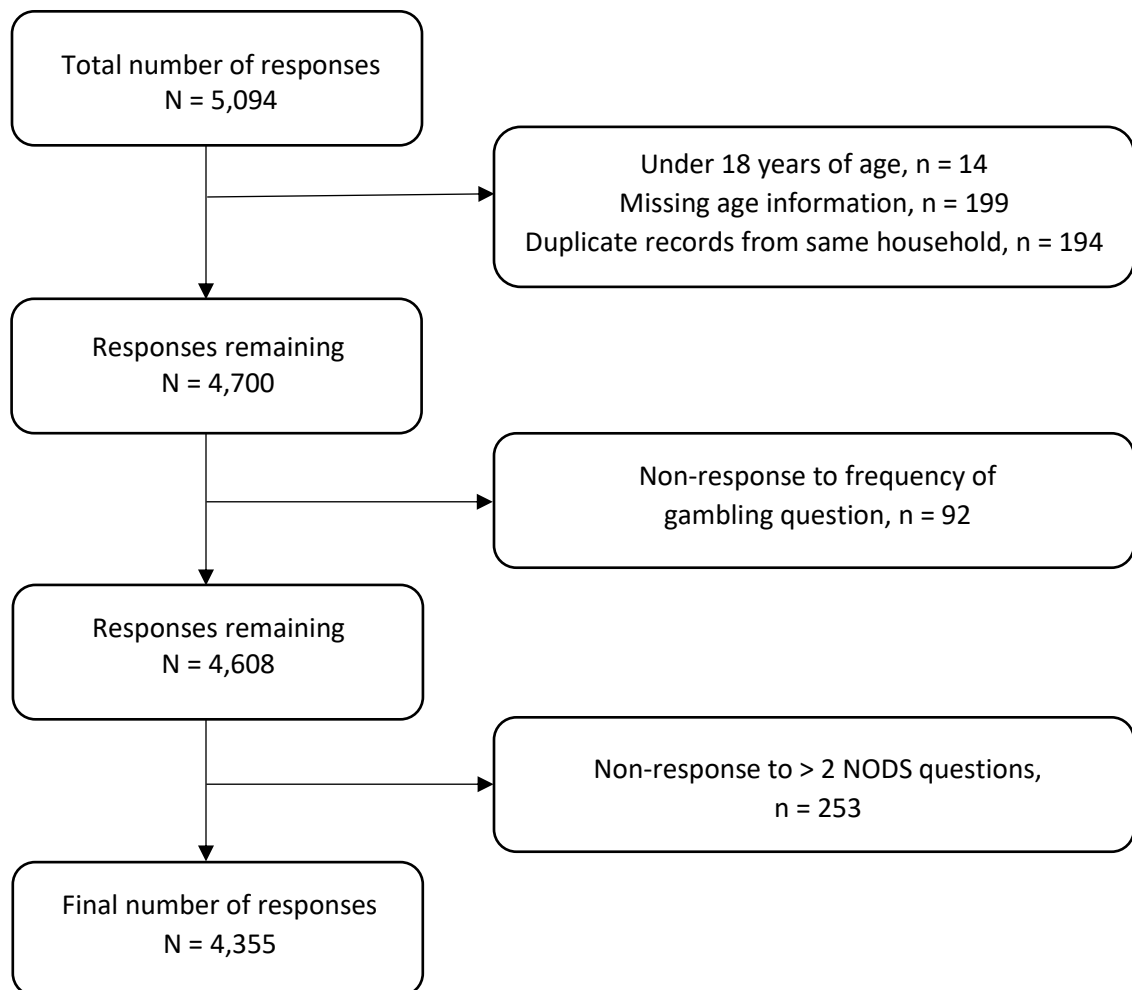 Total number of responses
N = 5,094
Under 18 years of age, n = 14
Missing age information, n = 199
Duplicate records from same household, n = 194
Responses remaining
N = 4,700
Non-response to frequency of
gambling question, n = 92
Responses remaining
N = 4,608
Non-response to > 2 NODS questions,
n = 253
Final number of responses
N = 4,355